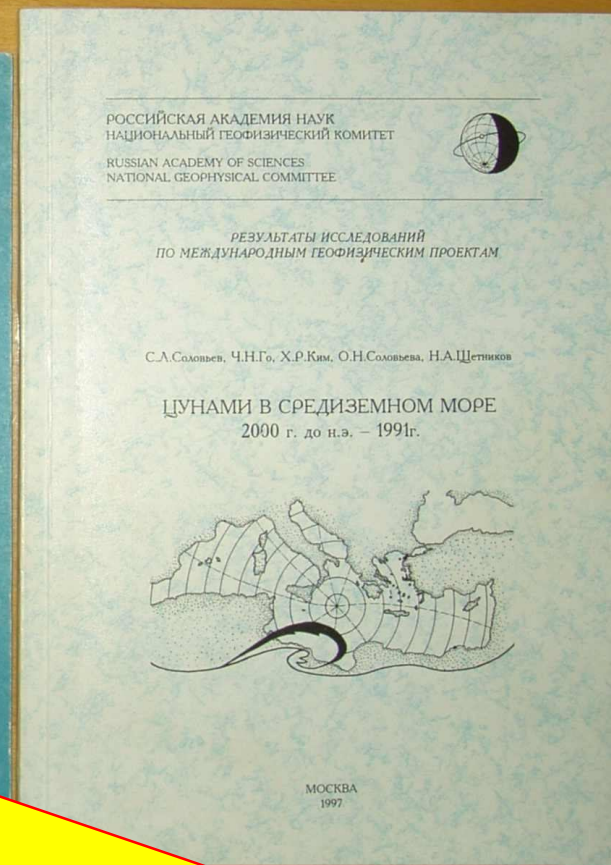 РОССИЙСКАЯ АКАДЕМИЯ НАУК
НАЦИОНАЛЬНЫЙ ГЕОФИЗИЧЕСКИЙ КОМИТЕТ
RUSSIAN ACADEMY OF SCIENCES
NATIONAL GEOPHYSICAL COMMITTEE
РЕЗУЛЬТАТЫ ИССЛЕДОВАНИЙ
ПО МЕЖДУНАРОДНЫМ ГЕОФИЗИЧЕСКИМ ПРОЕКТАМ
С.Л.Соловьев, Ч.Н.Го, Х.Р.Ким, О.Н.Соловьева, Н.А.Щетников
ЦУНАМИ В СРЕДИЗЕМНОМ МОРЕ
2000 г. до н.э. – 1991г.
МОСКВА
1997